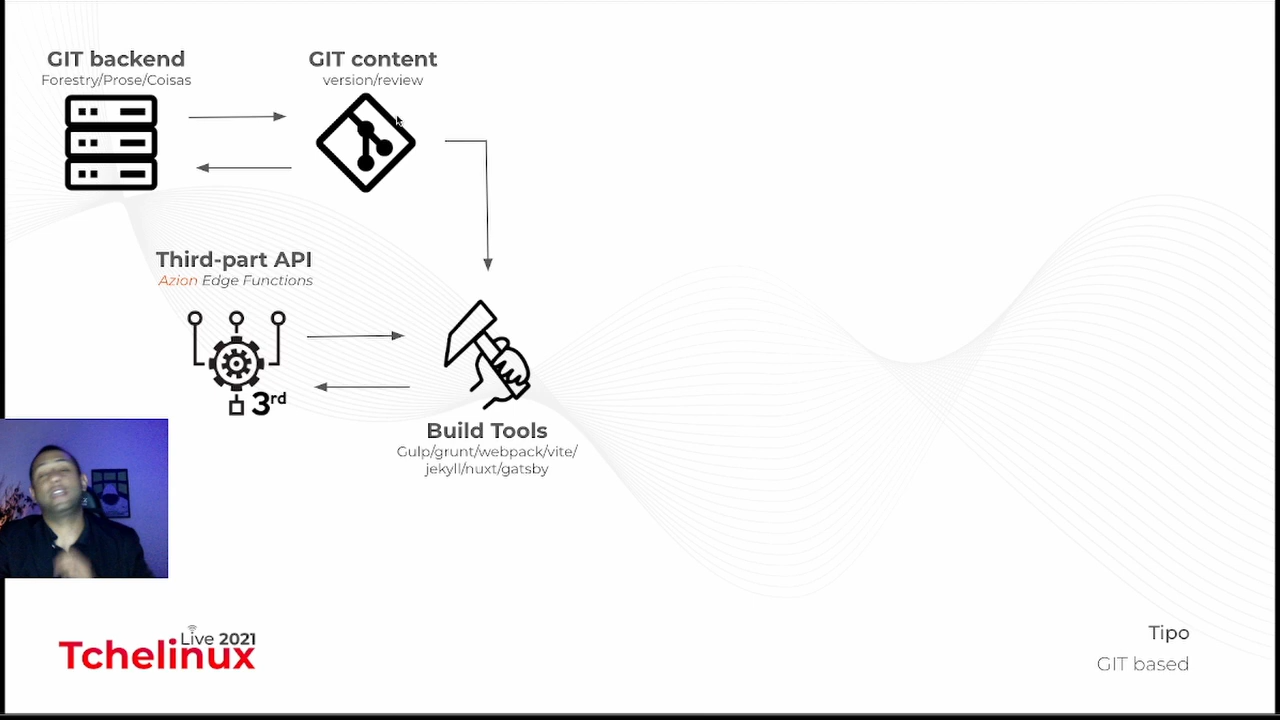 GIT backend
Forestry/Prose/Coisas
GIT content
version/review
Third-part API
Azion Edge Functions
3rd
Build Tools
Gulp/grunt/webpack/vite/
jekyll/nuxt/gatsby
Live 2021
Tchelinux
Tipo
GIT based